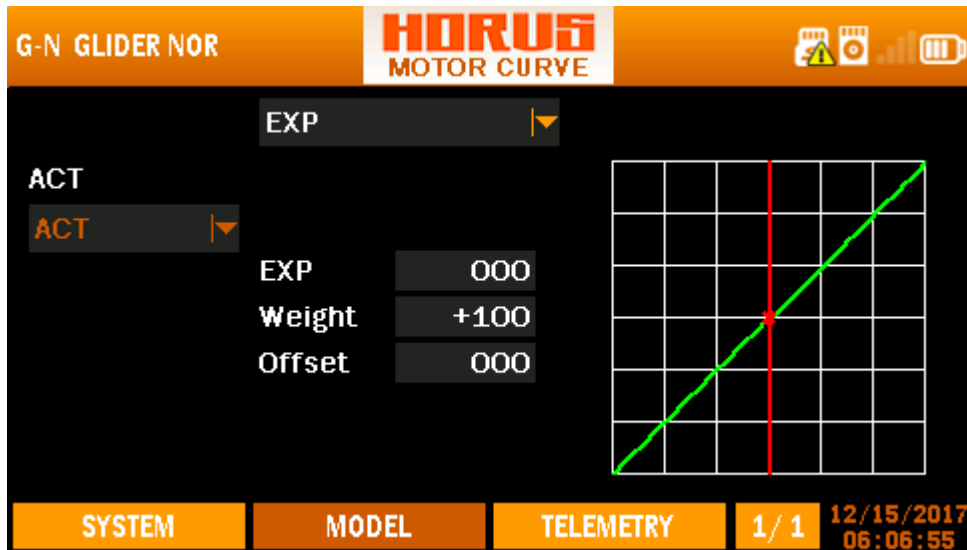 G-N GLIDER NOR
HORUS
MOTOR CURVE
EXP
ACT
ACT
EXP 000
Weight +100
Offset 000
SYSTEM MODEL TELEMETRY 1/ 1 12/15/2017
06:06:55